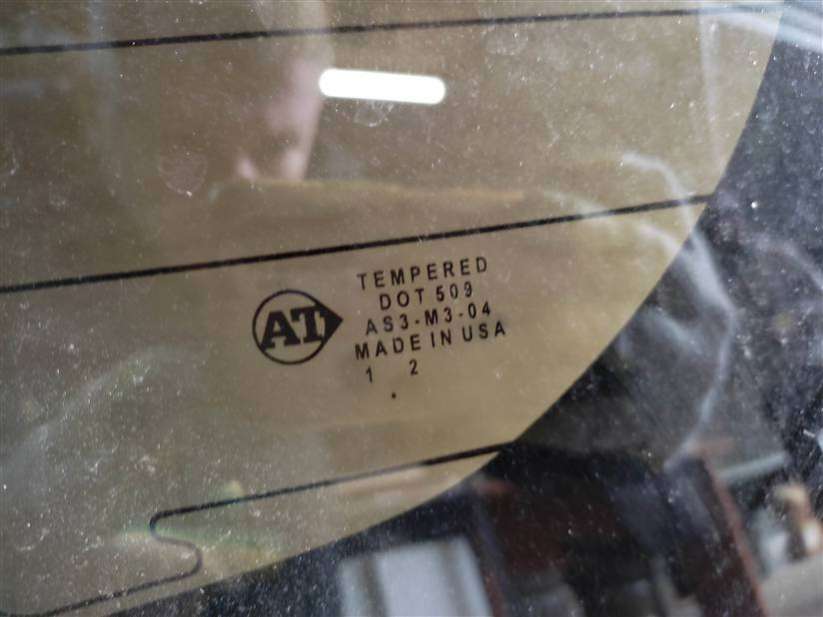 AT
TEMPERED
DOT 509
AS3-M3-04
MADE IN USA
1 2
.